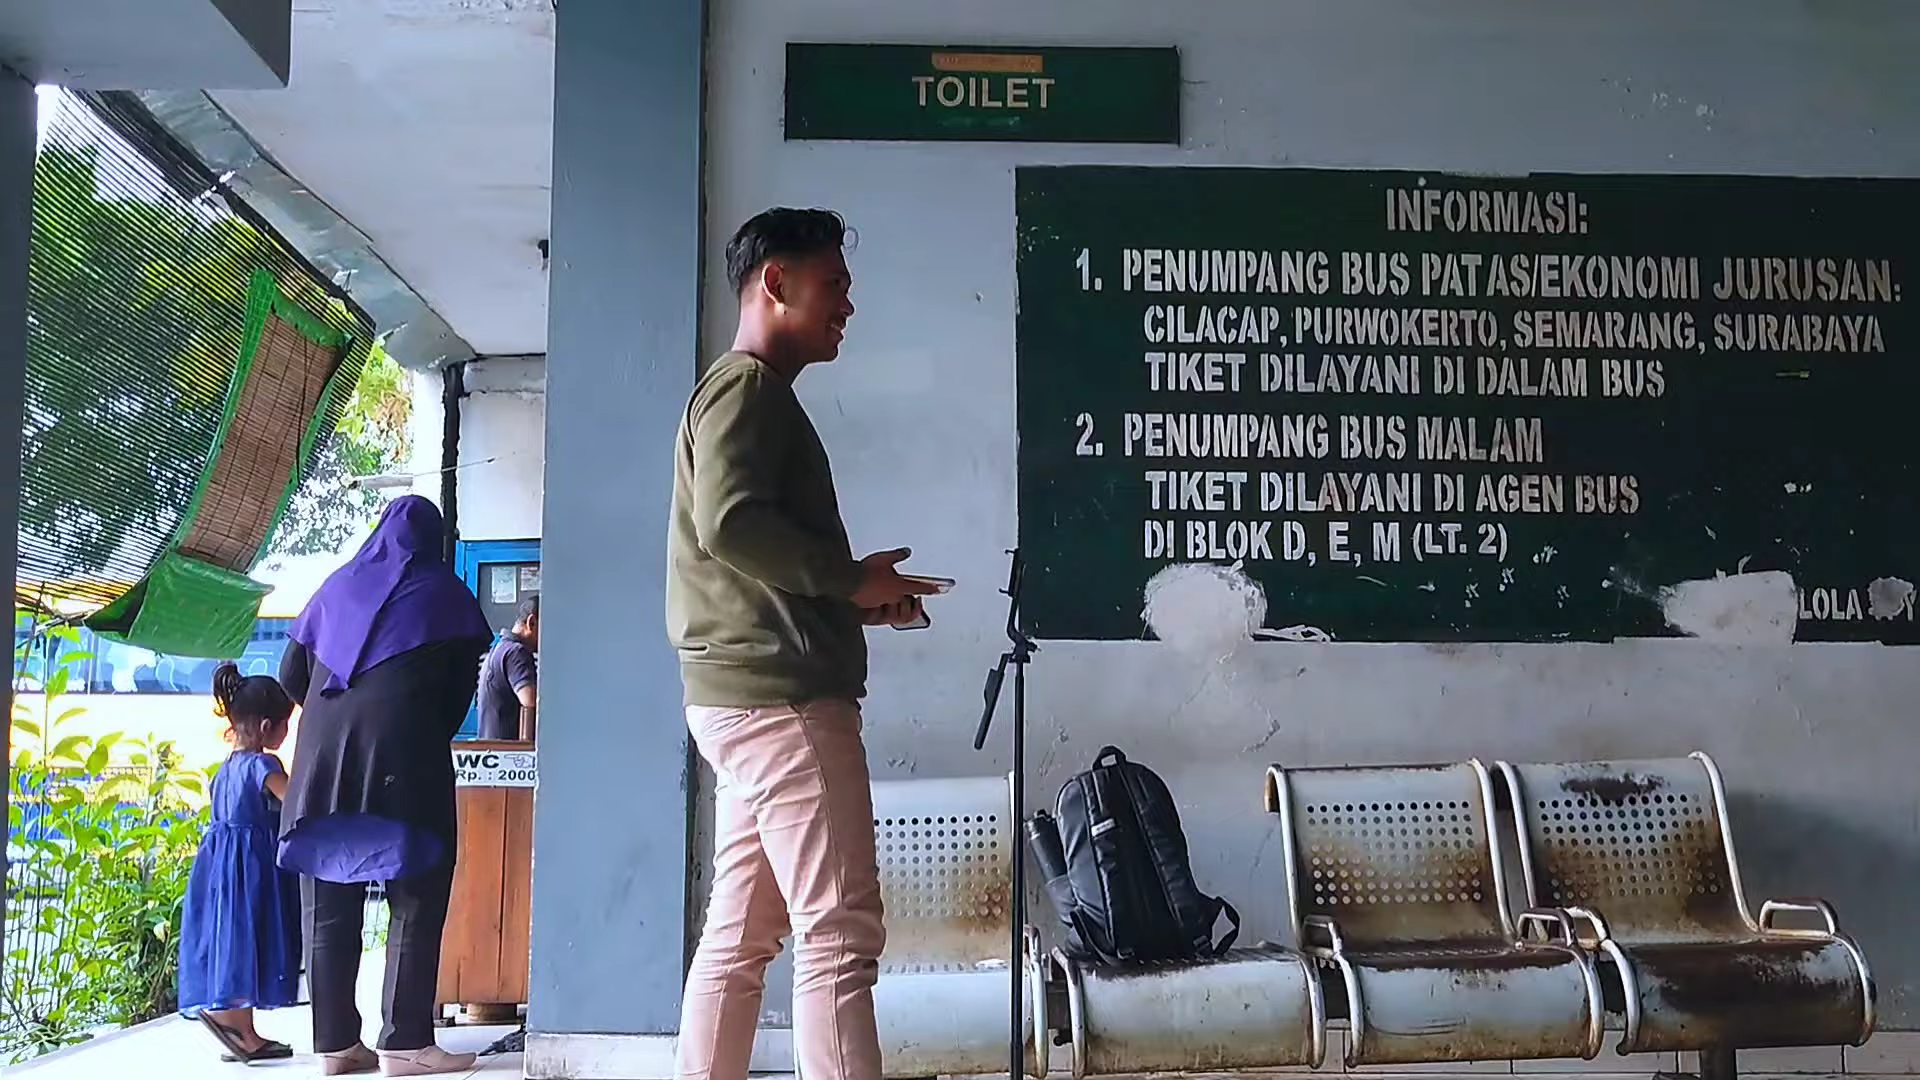 TOILET
INFORMASI:
1. PENUMPANG BUS PATAS/EKONOMI JURUSAN:
CILACAP, PURWOKERTO, SEMARANG, SURABAYA
TIKET DILAYANI DI DALAM BUS
2. PENUMPANG BUS MALAM
TIKET DILAYANI DI AGEN BUS
DI BLOK D, E, M (LT. 2)
LOLA
WC
Rp. : 2000